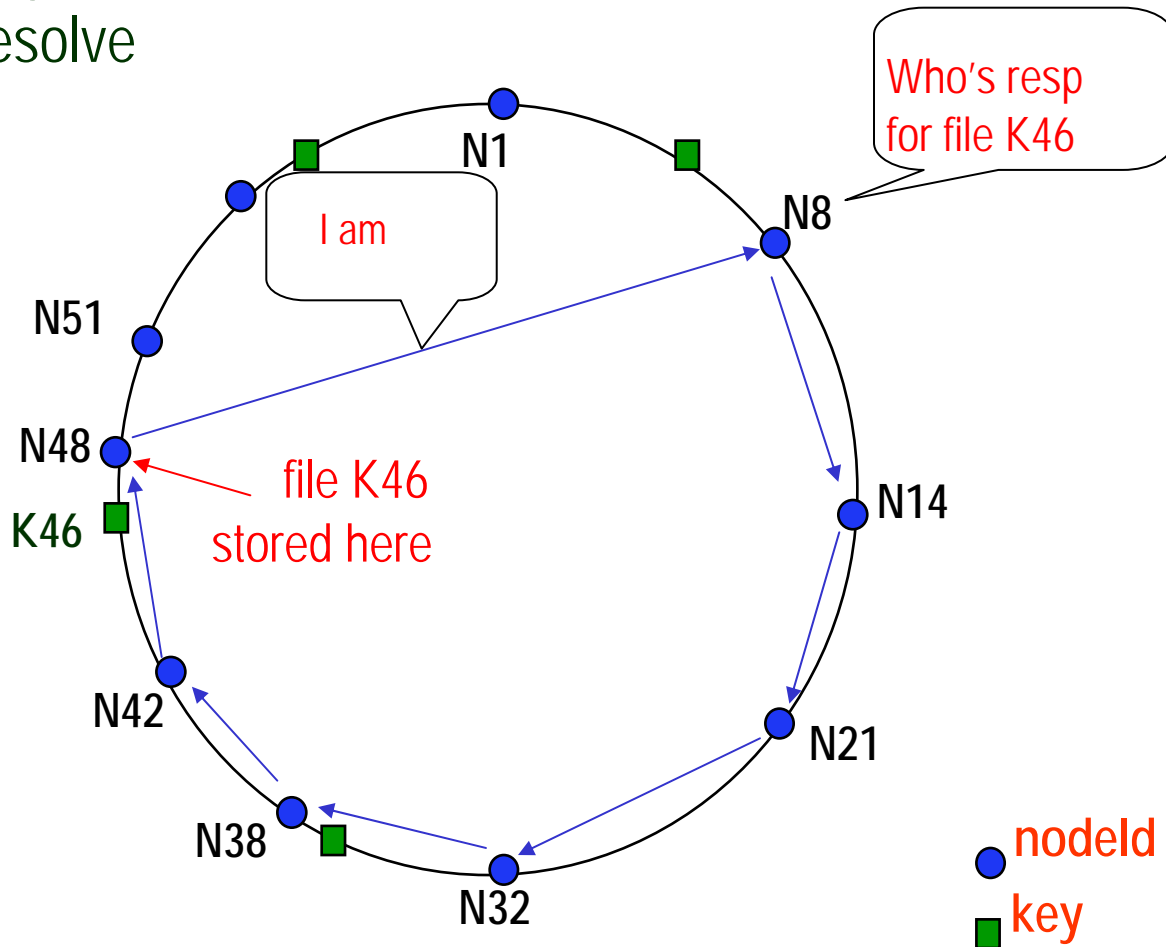 esolve
Who's resp
for file K46
N1
N8
I am
N51
N48
file K46
stored here
K46
N14
N42
N21
N38
N32
nodeId
key